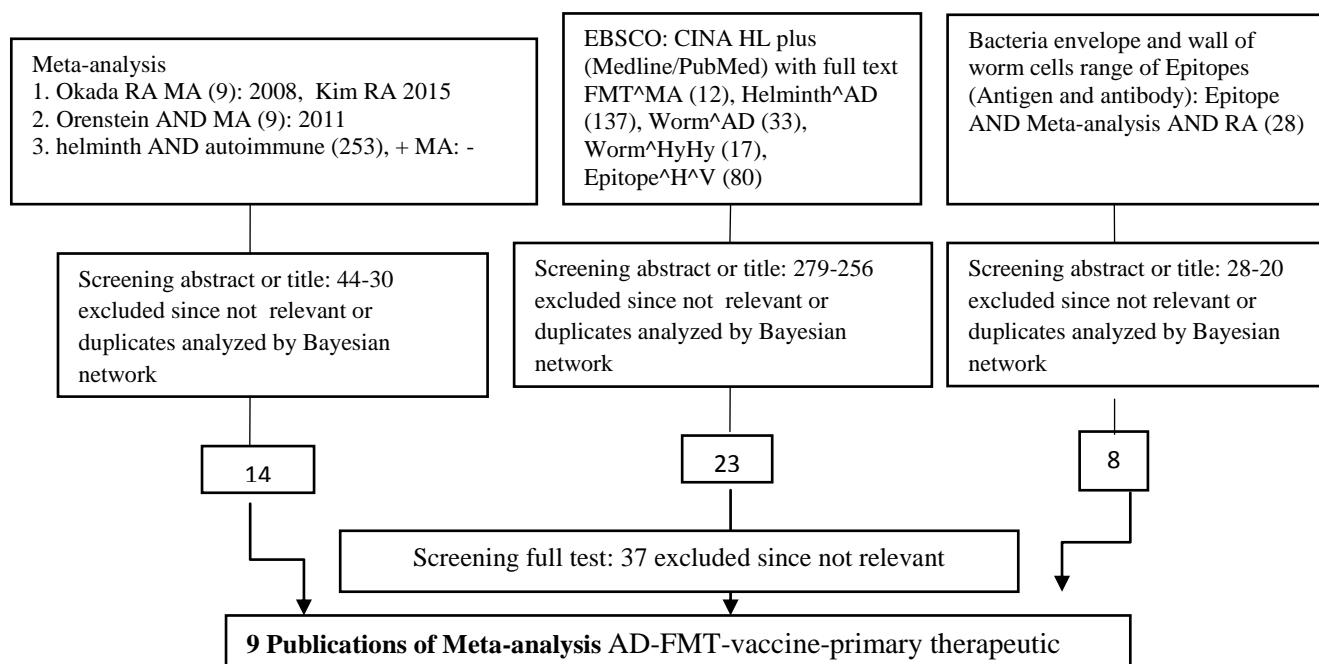 Meta-analysis
1. Okada RA MA (9): 2008, Kim RA 2015
2. Orenstein AND MA (9): 2011
3. helminth AND autoimmune (253), + MA: -
EBSCO: CINA HL plus
(Medline/PubMed) with full text
FMT^MA (12), Helminth^AD
(137), Worm^AD (33),
Worm^HyHy (17),
Epitope^H^V (80)
Bacteria envelope and wall of
worm cells range of Epitopes
(Antigen and antibody): Epitope
AND Meta-analysis AND RA (28)
Screening abstract or title: 44-30
excluded since not relevant or
duplicates analyzed by Bayesian
network
Screening abstract or title: 279-256
excluded since not relevant or
duplicates analyzed by Bayesian
network
Screening abstract or title: 28-20
excluded since not relevant or
duplicates analyzed by Bayesian
network
14
23
8
Screening full test: 37 excluded since not relevant
9 Publications of Meta-analysis AD-FMT-vaccine-primary therapeutic